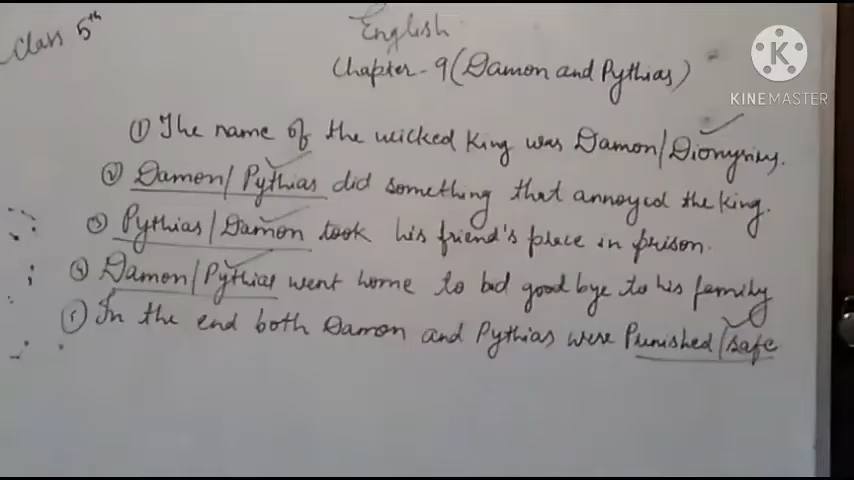 Class 5th
English
Chapter-9 (Damon and Pythias)
KINEMASTER
① The name of the wicked King was Damon/Dionysius.
② Damon/Pythias did something that annoyed the King.
③ Pythias/Damon took his friend's place in prison.
④ Damon/Pythias went home to bid good bye to his family
⑤ In the end both Damon and Pythias were Punished/safe